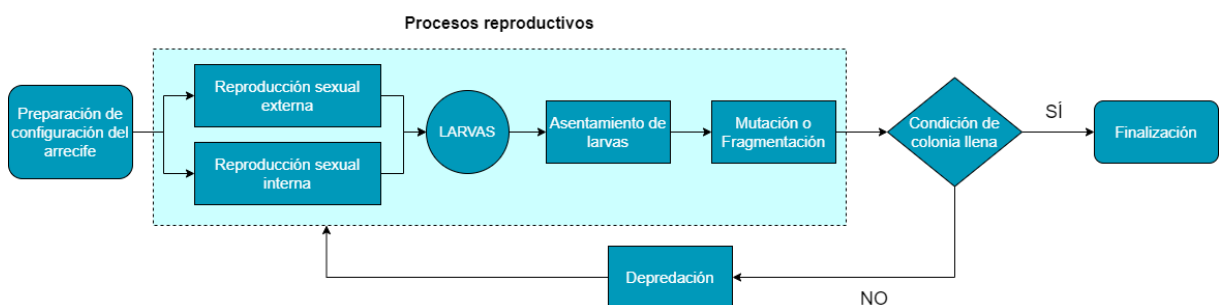 Procesos reproductivos
Preparación de
configuración del
arrecife
Reproducción sexual
externa
Reproducción sexual
interna
LARVAS
Asentamiento de
larvas
Mutación o
Fragmentación
Condición de
colonia llena
SÍ
Finalización
Depredación
NO